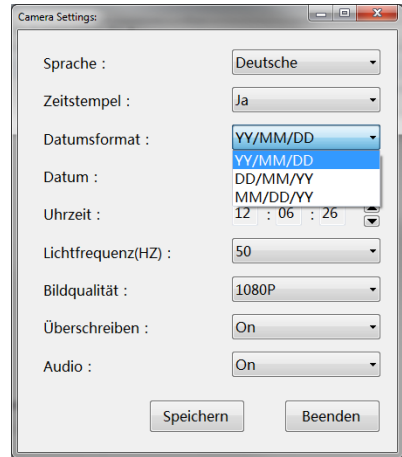 Camera Settings:
Sprache : Deutsche
Zeitstempel : Ja
Datumsformat : YY/MM/DD
YY/MM/DD
Datum : DD/MM/YY
MM/DD/YY
Uhrzeit : 12 : 06 : 26
Lichtfrequenz(HZ) : 50
Bildqualität : 1080P
Überschreiben : On
Audio : On
Speichern Beenden